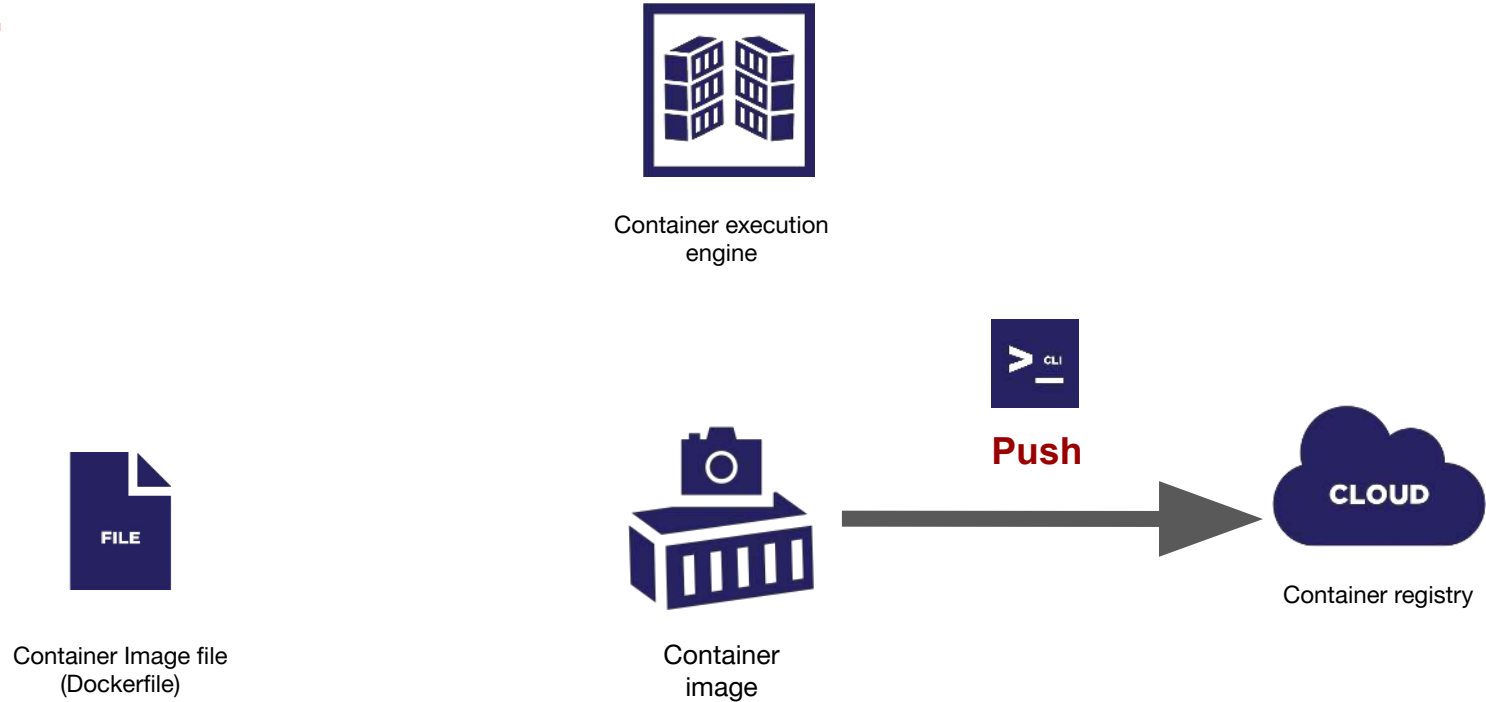 Container execution
engine
>_ CLI
Push
CLOUD
Container registry
FILE
Container Image file
(Dockerfile)
Container
image